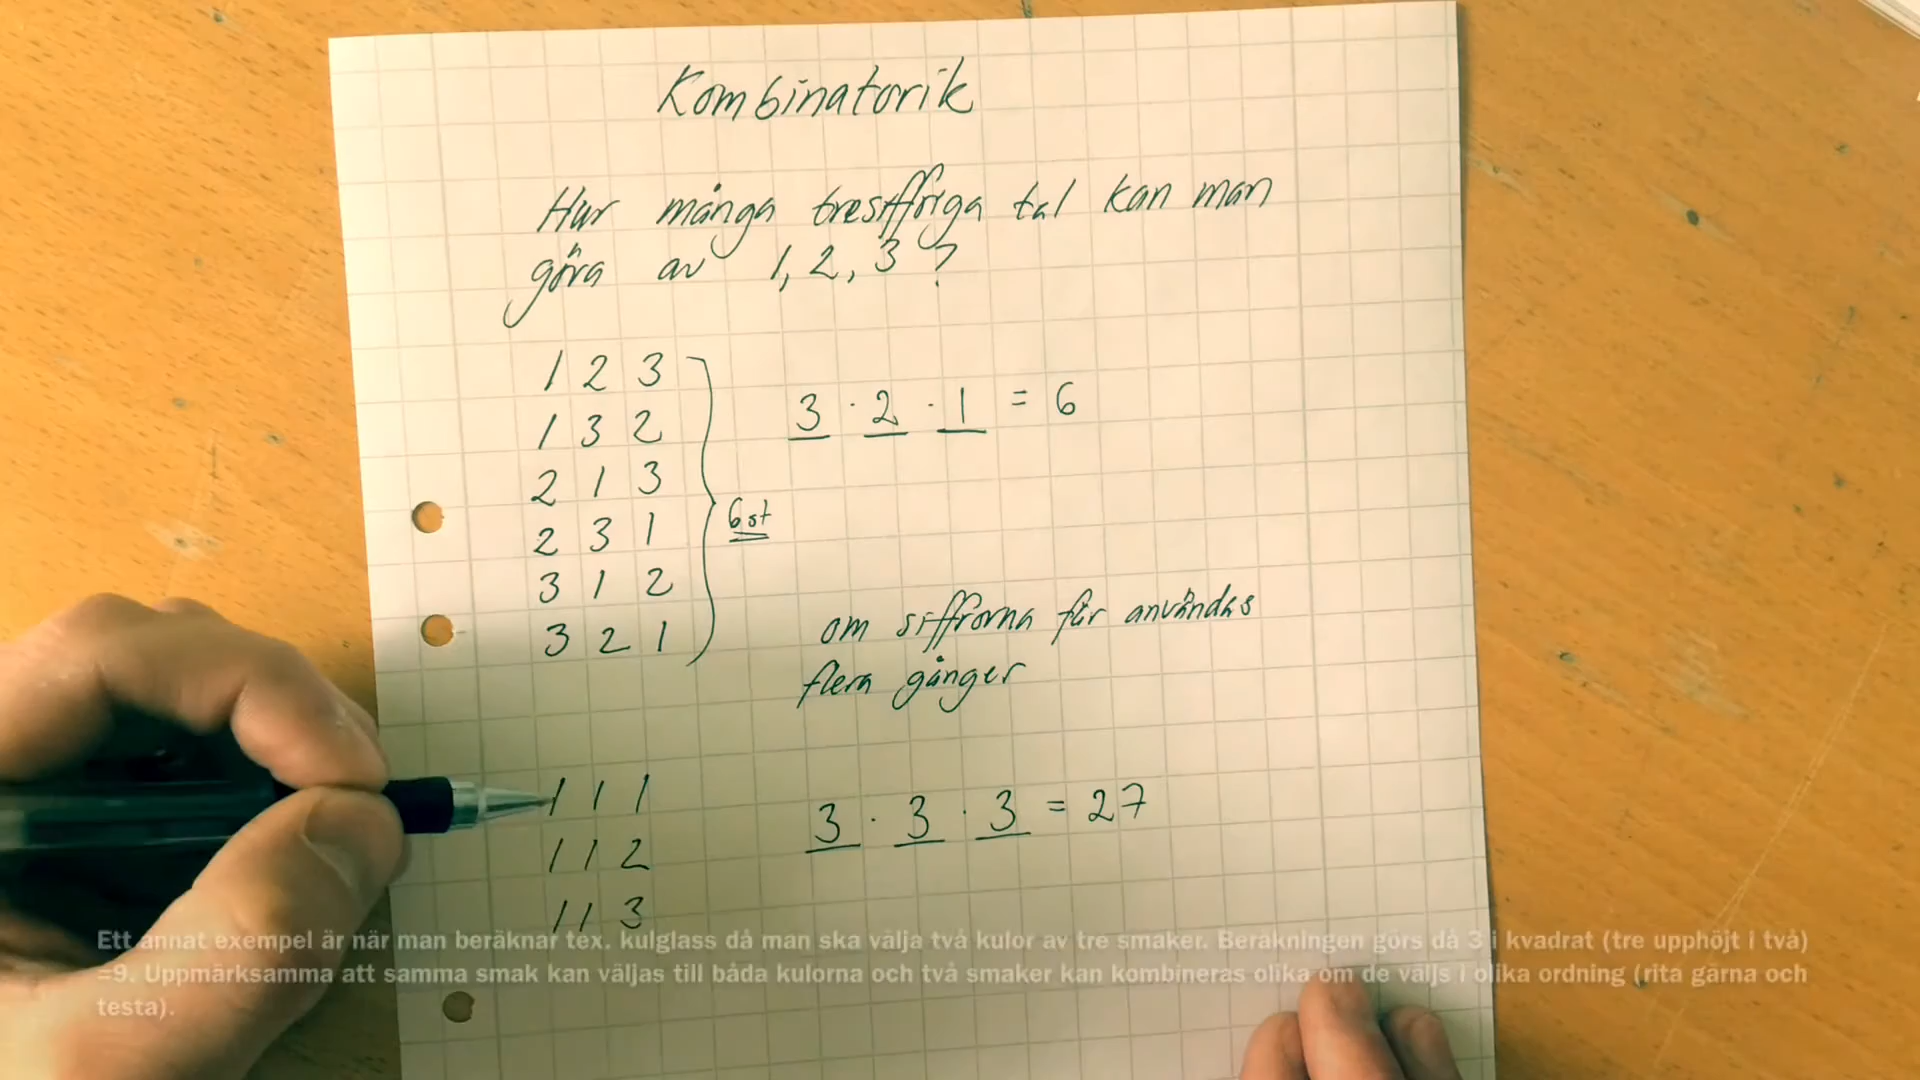 Kombinatorik
Hur många tresiffriga tal kan man
göra av 1, 2, 3 ?
1 2 3
1 3 2
2 1 3
2 3 1
3 1 2
3 2 1
6 st
3 · 2 · 1 = 6
om siffrorna får användas
flera gånger
1 1 1
1 1 2
1 1 3
3 · 3 · 3 = 27
Ett annat exempel är när man beräknar tex. kulglass då man ska välja två kulor av tre smaker. Beräkningen görs då 3 i kvadrat (tre upphöjt i två)
=9. Uppmärksamma att samma smak kan väljas till båda kulorna och två smaker kan kombineras olika om de väljs i olika ordning (rita gärna och
testa).